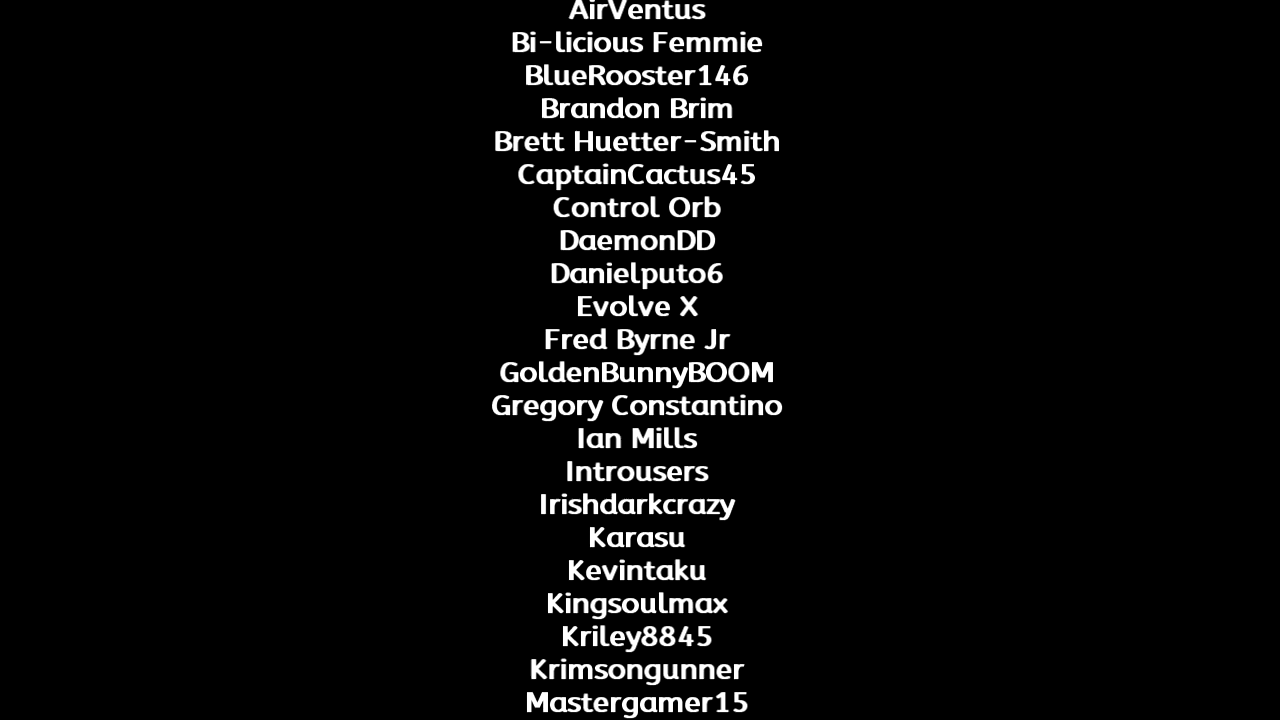 AirVentus
Bi-licious Femmie
BlueRooster146
Brandon Brim
Brett Huetter-Smith
CaptainCactus45
Control Orb
DaemonDD
Danielputo6
Evolve X
Fred Byrne Jr
GoldenBunnyBOOM
Gregory Constantino
Ian Mills
Introusers
Irishdarkcrazy
Karasu
Kevintaku
Kingsoulmax
Kriley8845
Krimsongunner
Mastergamer15